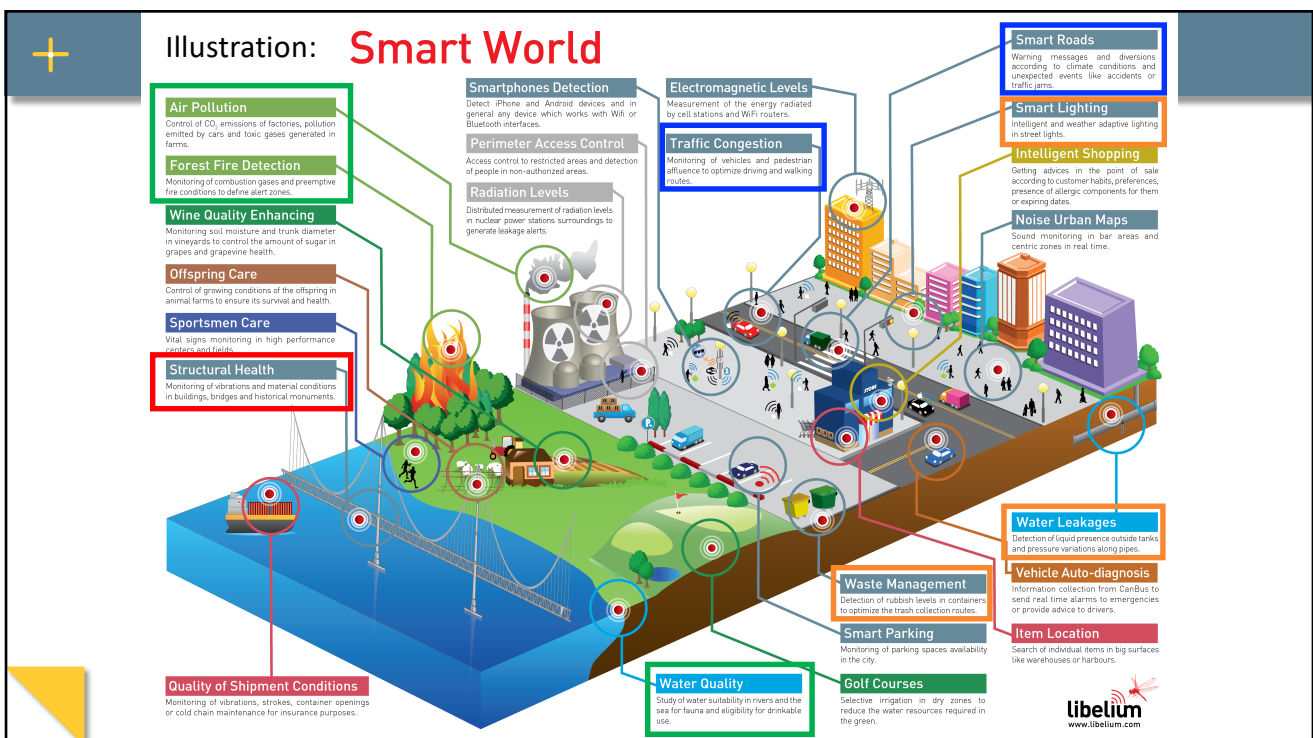 Illustration: Smart World
Air Pollution
Control of CO2 emissions of factories, pollution
emitted by cars and toxic gases generated in
farms.
Forest Fire Detection
Monitoring of combustion gases and preemptive
fire conditions to define alert zones.
Wine Quality Enhancing
Monitoring soil moisture and trunk diameter
in vineyards to control the amount of sugar in
grapes and grapevine health.
Offspring Care
Control of growing conditions of the offspring in
animal farms to ensure its survival and health.
Sportsmen Care
Vital signs monitoring in high performance
centers and fields.
Structural Health
Monitoring of vibrations and material conditions
in buildings, bridges and historical monuments.
Quality of Shipment Conditions
Monitoring of vibrations, strokes, container openings
or cold chain maintenance for insurance purposes.
Smartphones Detection
Detect iPhone and Android devices and in
general any device which works with Wifi or
Bluetooth interfaces.
Perimeter Access Control
Access control to restricted areas and detection
of people in non-authorized areas.
Radiation Levels
Distributed measurement of radiation levels
in nuclear power stations surroundings to
generate leakage alerts.
Electromagnetic Levels
Measurement of the energy radiated
by cell stations and WiFi routers.
Traffic Congestion
Monitoring of vehicles and pedestrian
affluence to optimize driving and walking
routes.
Smart Roads
Warning messages and diversions
according to climate conditions and
unexpected events like accidents or
traffic jams.
Smart Lighting
Intelligent and weather adaptive lighting
in street lights.
Intelligent Shopping
Getting advices in the point of sale
according to customer habits, preferences,
presence of allergic components for them
or expiring dates.
Noise Urban Maps
Sound monitoring in bar areas and
centric zones in real time.
STORE
P
Water Leakages
Detection of liquid presence outside tanks
and pressure variations along pipes.
Vehicle Auto-diagnosis
Information collection from CanBus to
send real time alarms to emergencies
or provide advice to drivers.
Item Location
Search of individual items in big surfaces
like warehouses or harbours.
Waste Management
Detection of rubbish levels in containers
to optimize the trash collection routes.
Smart Parking
Monitoring of parking spaces availability
in the city.
Golf Courses
Selective irrigation in dry zones to
reduce the water resources required in
the green.
Water Quality
Study of water suitability in rivers and the
sea for fauna and eligibility for drinkable
use.
libelium
www.libelium.com